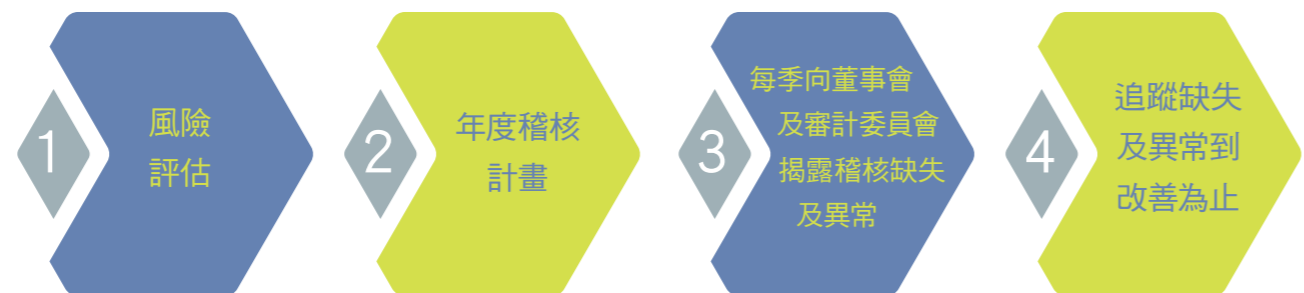 1
風險
評估
2
年度稽核
計畫
3
每季向董事會
及審計委員會
揭露稽核缺失
及異常
4
追蹤缺失
及異常到
改善為止